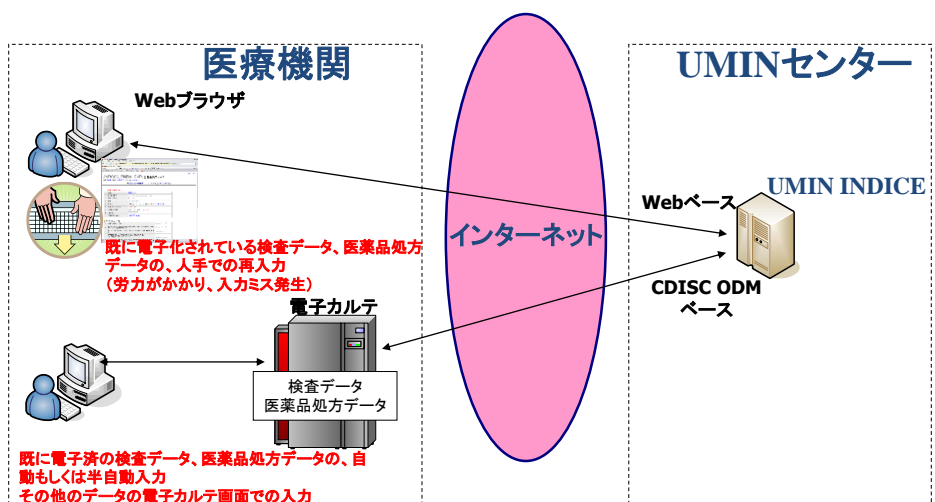 医療機関
Webブラウザ
既に電子化されている検査データ、医薬品処方
データの、人手での再入力
（労力がかかり、入力ミス発生）
電子カルテ
検査データ
医薬品処方データ
既に電子済の検査データ、医薬品処方データの、自
動もしくは半自動入力
その他のデータの電子カルテ画面での入力
インターネット
UMINセンター
UMIN INDICE
Webベース
CDISC ODM
ベース